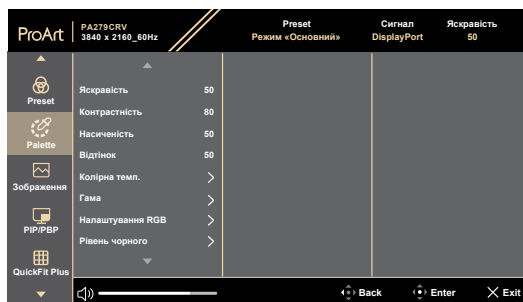 ProArt
PA279CRV
3840 x 2160_60Hz
Preset
Режим «Основний»
Сигнал
DisplayPort
Яскравість
50
Preset
Palette
Зображення
PIP/PBP
QuickFit Plus
Яскравість 50
Контрастність 80
Насиченість 50
Відтінок 50
Колірна темп.
Гама
Налаштування RGB
Рівень чорного
Back
Enter
Exit